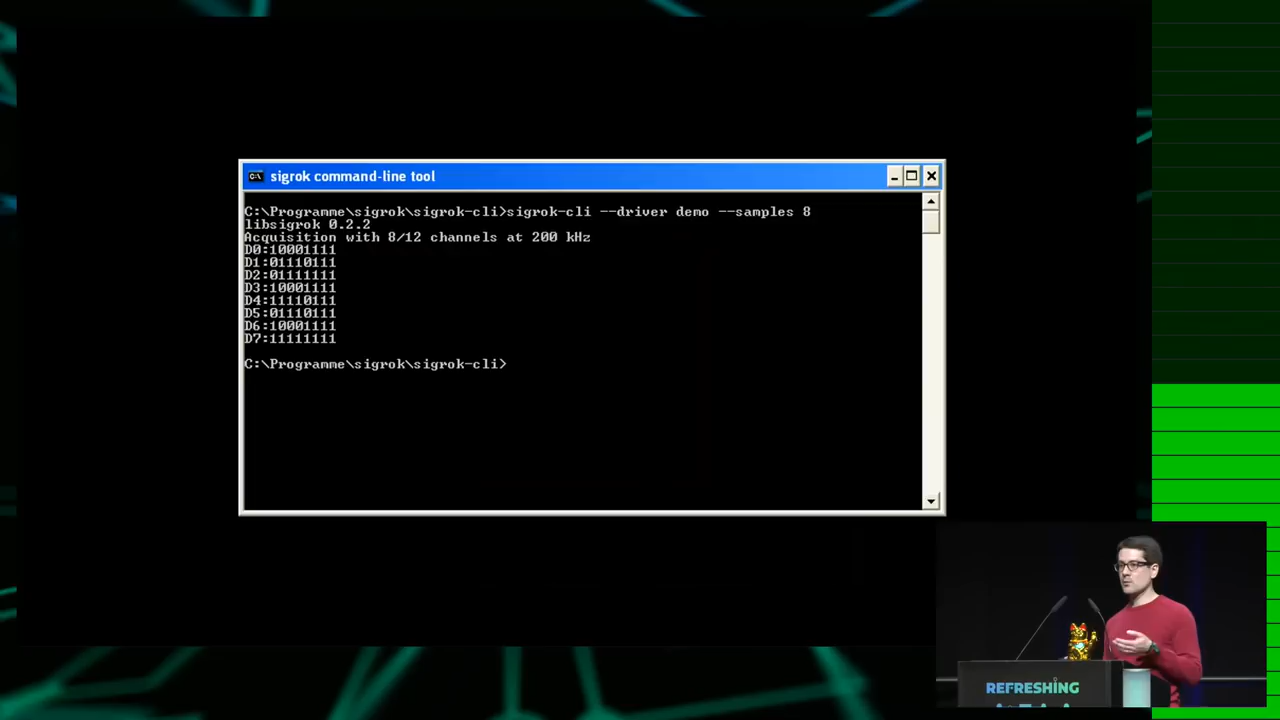 sigrok command-line tool
C:\Programme\sigrok\sigrok-cli>sigrok-cli --driver demo --samples 8
libsigrok 0.2.2
Acquisition with 8/12 channels at 200 kHz
D0:10001111
D1:01110111
D2:01111111
D3:10001111
D4:11110111
D5:01110111
D6:10001111
D7:11111111
C:\Programme\sigrok\sigrok-cli>
REFRESHING